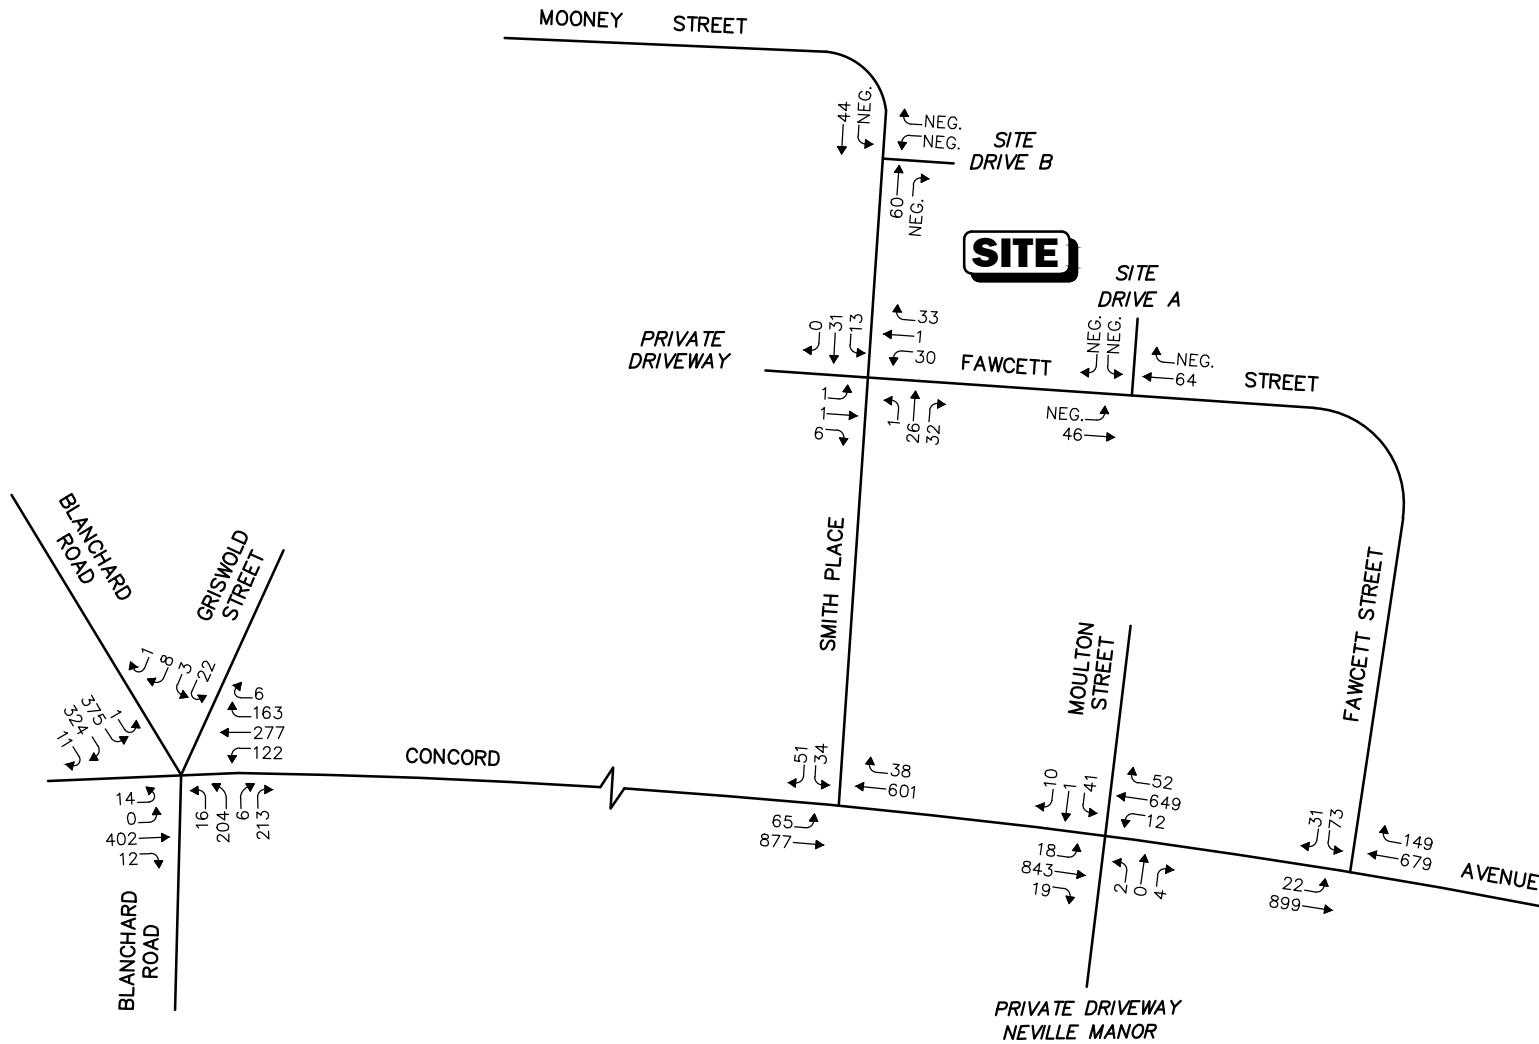 MOONEY STREET
44
NEG.
NEG.
NEG.
SITE
DRIVE B
60
NEG.
SITE
SITE
DRIVE A
PRIVATE
DRIVEWAY
0
31
13
33
1
30
FAWCETT STREET
NEG.
NEG.
NEG.
64
1
1
6
1
26
32
NEG.
46
BLANCHARD
ROAD
GRISWOLD
STREET
SMITH PLACE
MOULTON
STREET
FAWCETT STREET
1
8
3
22
6
163
277
122
1
375
324
11
CONCORD AVENUE
14
0
402
12
16
204
6
213
51
34
38
601
65
877
10
1
41
52
649
12
18
843
19
2
0
4
31
73
149
679
22
899
BLANCHARD
ROAD
PRIVATE DRIVEWAY
NEVILLE MANOR